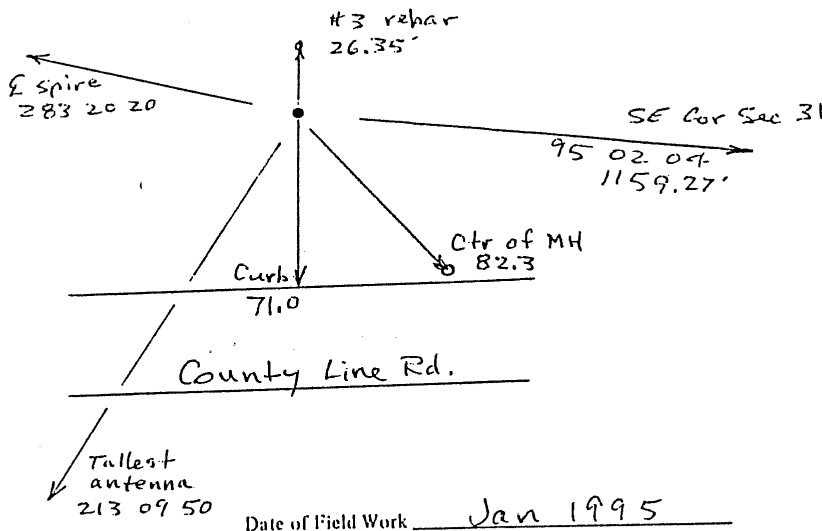 #3 rebar
26.35'
℄ spire
283 20 20
SE Cor Sec 31
95 02 04
1159.27'
Ctr of MH
82.3
Curb
71.0
County Line Rd.
Tallest
antenna
213 09 50
Date of Field Work Jan 1995